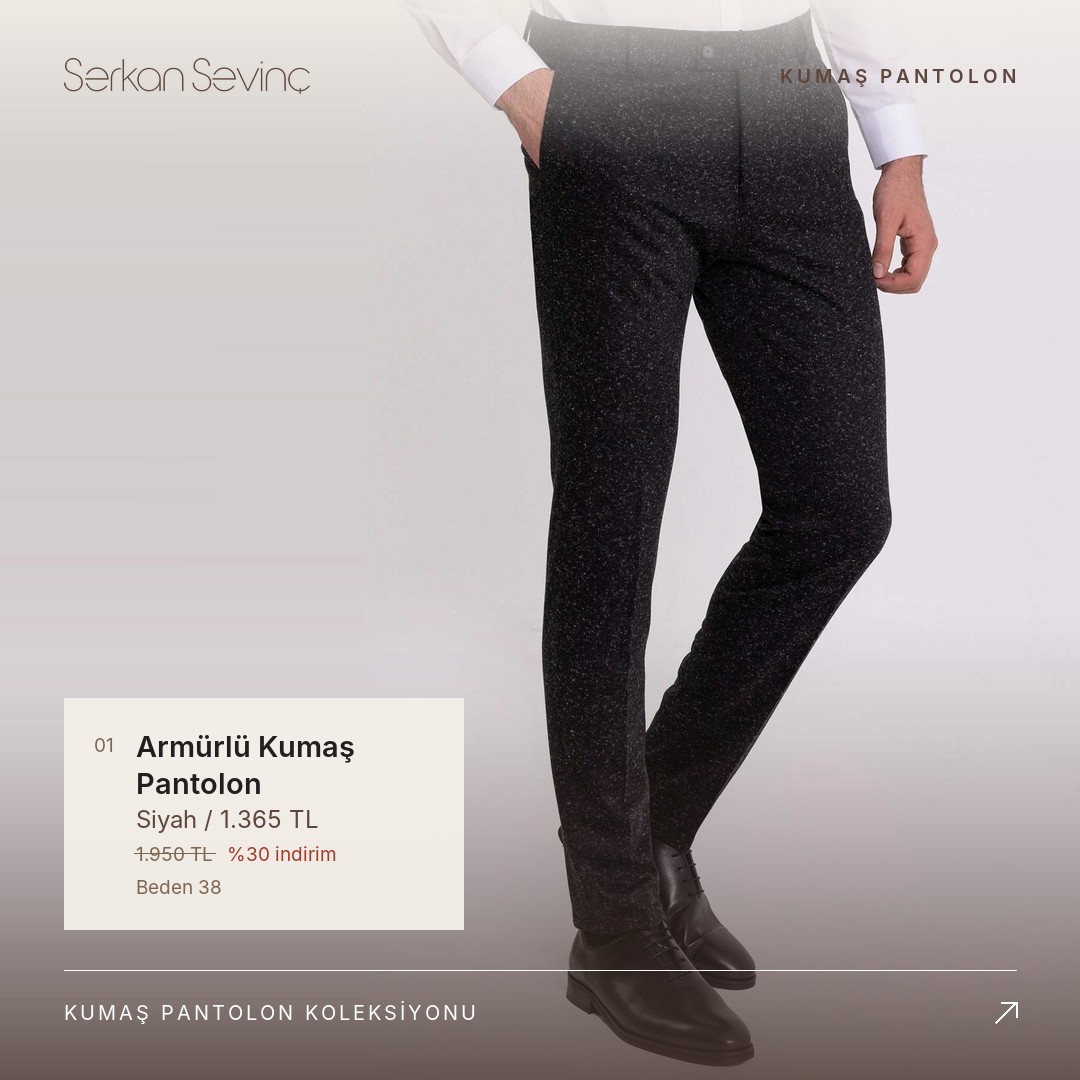 Serkan Sevinç
KUMAŞ PANTOLON
01
Armürlü Kumaş
Pantolon
Siyah / 1.365 TL
1.950 TL %30 indirim
Beden 38
KUMAŞ PANTOLON KOLEKSİYONU